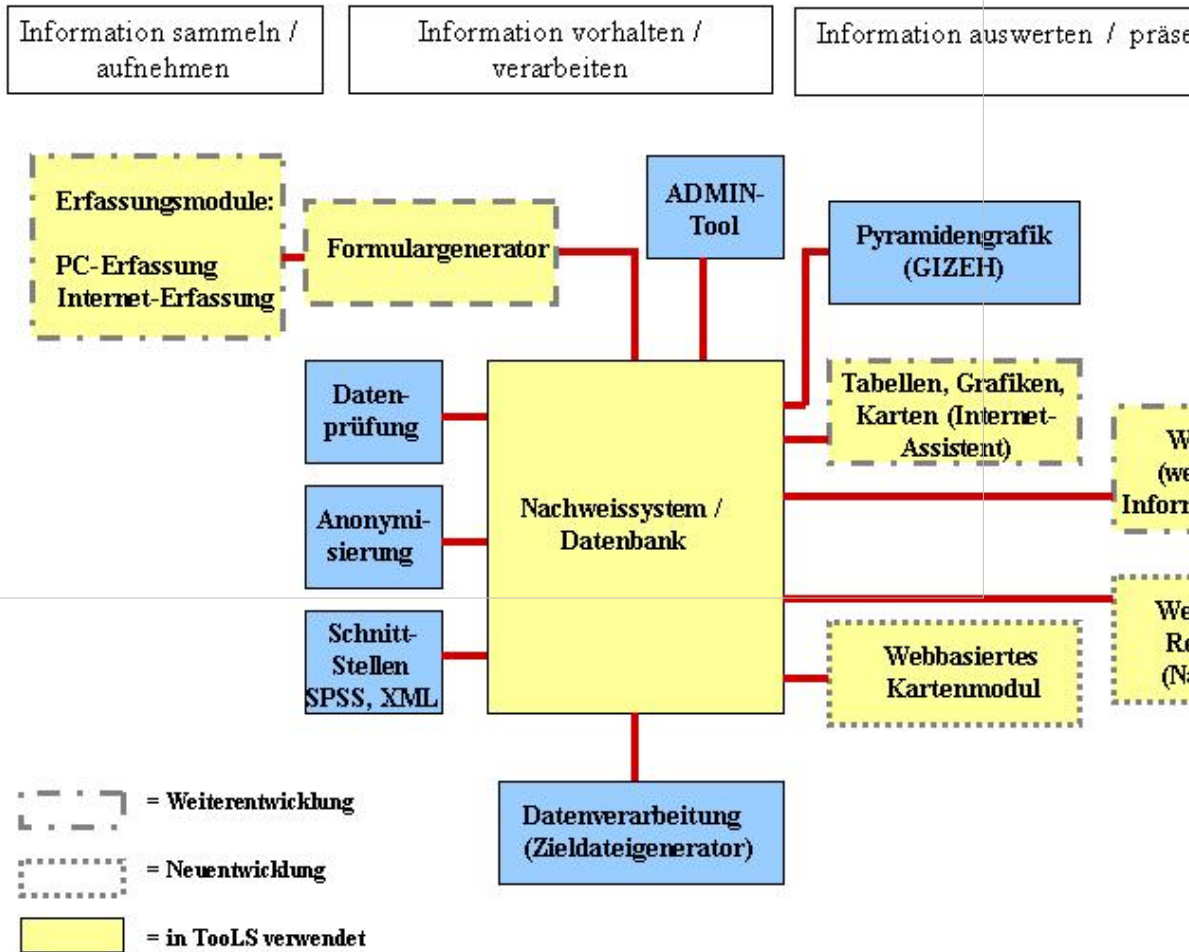 Information sammeln /
aufnehmen
Information vorhalten /
verarbeiten
Information auswerten /
Erfassungsmodule:
PC-Erfassung
Internet-Erfassung
Formulargenerator
ADMIN-
Tool
Pyramidengrafik
(GIZEH)
Daten-
prüfung
Tabellen, Grafiken,
Karten (Internet-
Assistent)
Anonymi-
sierung
Nachweissystem /
Datenbank
Schnitt-
Stellen
SPSS, XML
Webbasiertes
Kartenmodul
Datenverarbeitung
(Zieldateigenerator)
= Weiterentwicklung
= Neuentwicklung
= in TooLS verwendet